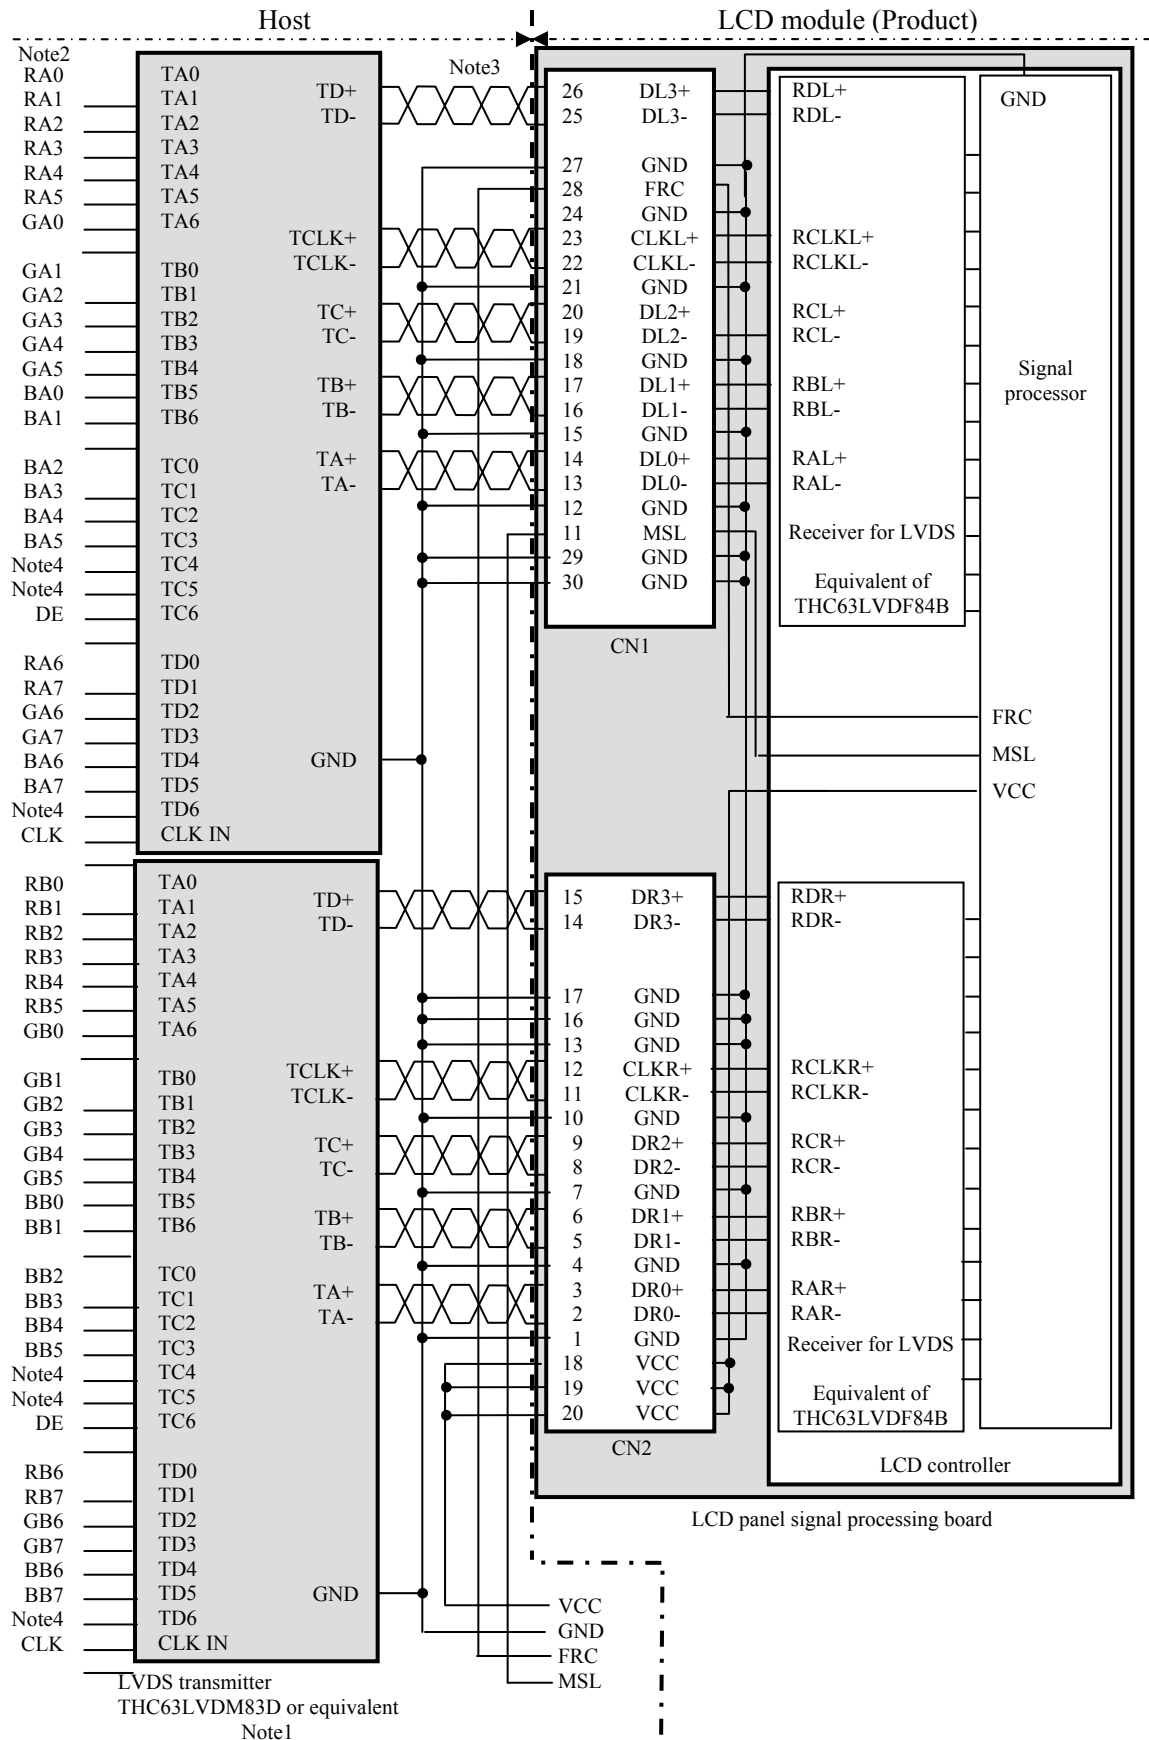 Host LCD module (Product)
Note2
Note3
RA0 TA0
RA1 TA1
RA2 TA2
RA3 TA3
RA4 TA4
RA5 TA5
GA0 TA6
GA1 TB0
GA2 TB1
GA3 TB2
GA4 TB3
GA5 TB4
BA0 TB5
BA1 TB6
BA2 TC0
BA3 TC1
BA4 TC2
BA5 TC3
Note4 TC4
Note4 TC5
DE TC6
RA6 TD0
RA7 TD1
GA6 TD2
GA7 TD3
BA6 TD4
BA7 TD5
Note4 TD6
CLK CLK IN
TD+
TD-
TCLK+
TCLK-
TC+
TC-
TB+
TB-
TA+
TA-
GND
26 DL3+ RDL+
25 DL3- RDL-
27 GND
28 FRC
24 GND
23 CLKL+ RCLKL+
22 CLKL- RCLKL-
21 GND
20 DL2+ RCL+
19 DL2- RCL-
18 GND
17 DL1+ RBL+
16 DL1- RBL-
15 GND
14 DL0+ RAL+
13 DL0- RAL-
12 GND
11 MSL
29 GND
30 GND
CN1
Receiver for LVDS
Equivalent of
THC63LVDF84B
GND
Signal
processor
FRC
MSL
VCC
RB0 TA0
RB1 TA1
RB2 TA2
RB3 TA3
RB4 TA4
RB5 TA5
GB0 TA6
GB1 TB0
GB2 TB1
GB3 TB2
GB4 TB3
GB5 TB4
BB0 TB5
BB1 TB6
BB2 TC0
BB3 TC1
BB4 TC2
BB5 TC3
Note4 TC4
Note4 TC5
DE TC6
RB6 TD0
RB7 TD1
GB6 TD2
GB7 TD3
BB6 TD4
BB7 TD5
Note4 TD6
CLK CLK IN
TD+
TD-
TCLK+
TCLK-
TC+
TC-
TB+
TB-
TA+
TA-
GND
15 DR3+ RDR+
14 DR3- RDR-
17 GND
16 GND
13 GND
12 CLKR+ RCLKR+
11 CLKR- RCLKR-
10 GND
9 DR2+ RCR+
8 DR2- RCR-
7 GND
6 DR1+ RBR+
5 DR1- RBR-
4 GND
3 DR0+ RAR+
2 DR0- RAR-
1 GND
18 VCC
19 VCC
20 VCC
CN2
Receiver for LVDS
Equivalent of
THC63LVDF84B
LCD controller
LCD panel signal processing board
VCC
GND
FRC
MSL
LVDS transmitter
THC63LVDM83D or equivalent
Note1